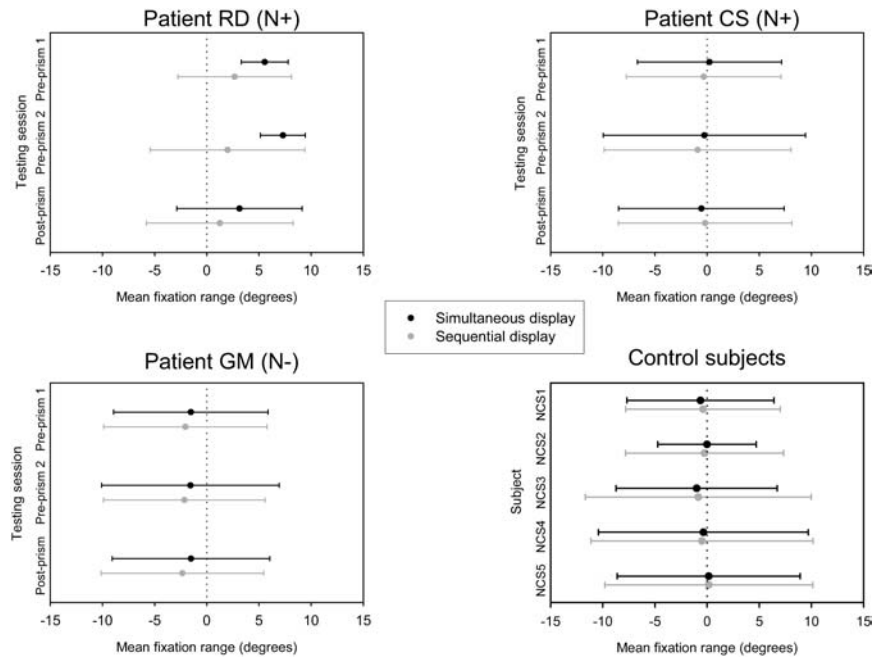 Patient RD (N+)
Testing session
Pre-prism 1
Pre-prism 2
Post-prism
-15 -10 -5 0 5 10 15
Mean fixation range (degrees)
Patient CS (N+)
Testing session
Pre-prism 1
Pre-prism 2
Post-prism
-15 -10 -5 0 5 10 15
Mean fixation range (degrees)
Simultaneous display
Sequential display
Patient GM (N-)
Testing session
Pre-prism 1
Pre-prism 2
Post-prism
-15 -10 -5 0 5 10 15
Mean fixation range (degrees)
Control subjects
Subject
NCS1
NCS2
NCS3
NCS4
NCS5
-15 -10 -5 0 5 10 15
Mean fixation range (degrees)